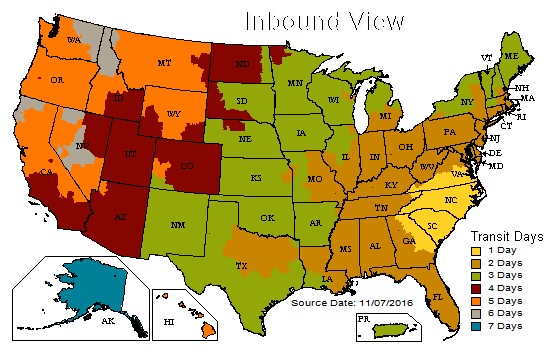 Inbound View
WA
OR
CA
NV
ID
MT
WY
UT
AZ
CO
NM
ND
SD
NE
KS
OK
TX
MN
IA
MO
AR
LA
WI
IL
MI
IN
OH
KY
TN
MS
AL
GA
FL
SC
NC
VA
WV
PA
NY
VT
ME
NH
MA
RI
CT
NJ
DE
MD
AK
HI
PR
Source Date: 11/07/2016
Transit Days
1 Day
2 Days
3 Days
4 Days
5 Days
6 Days
7 Days